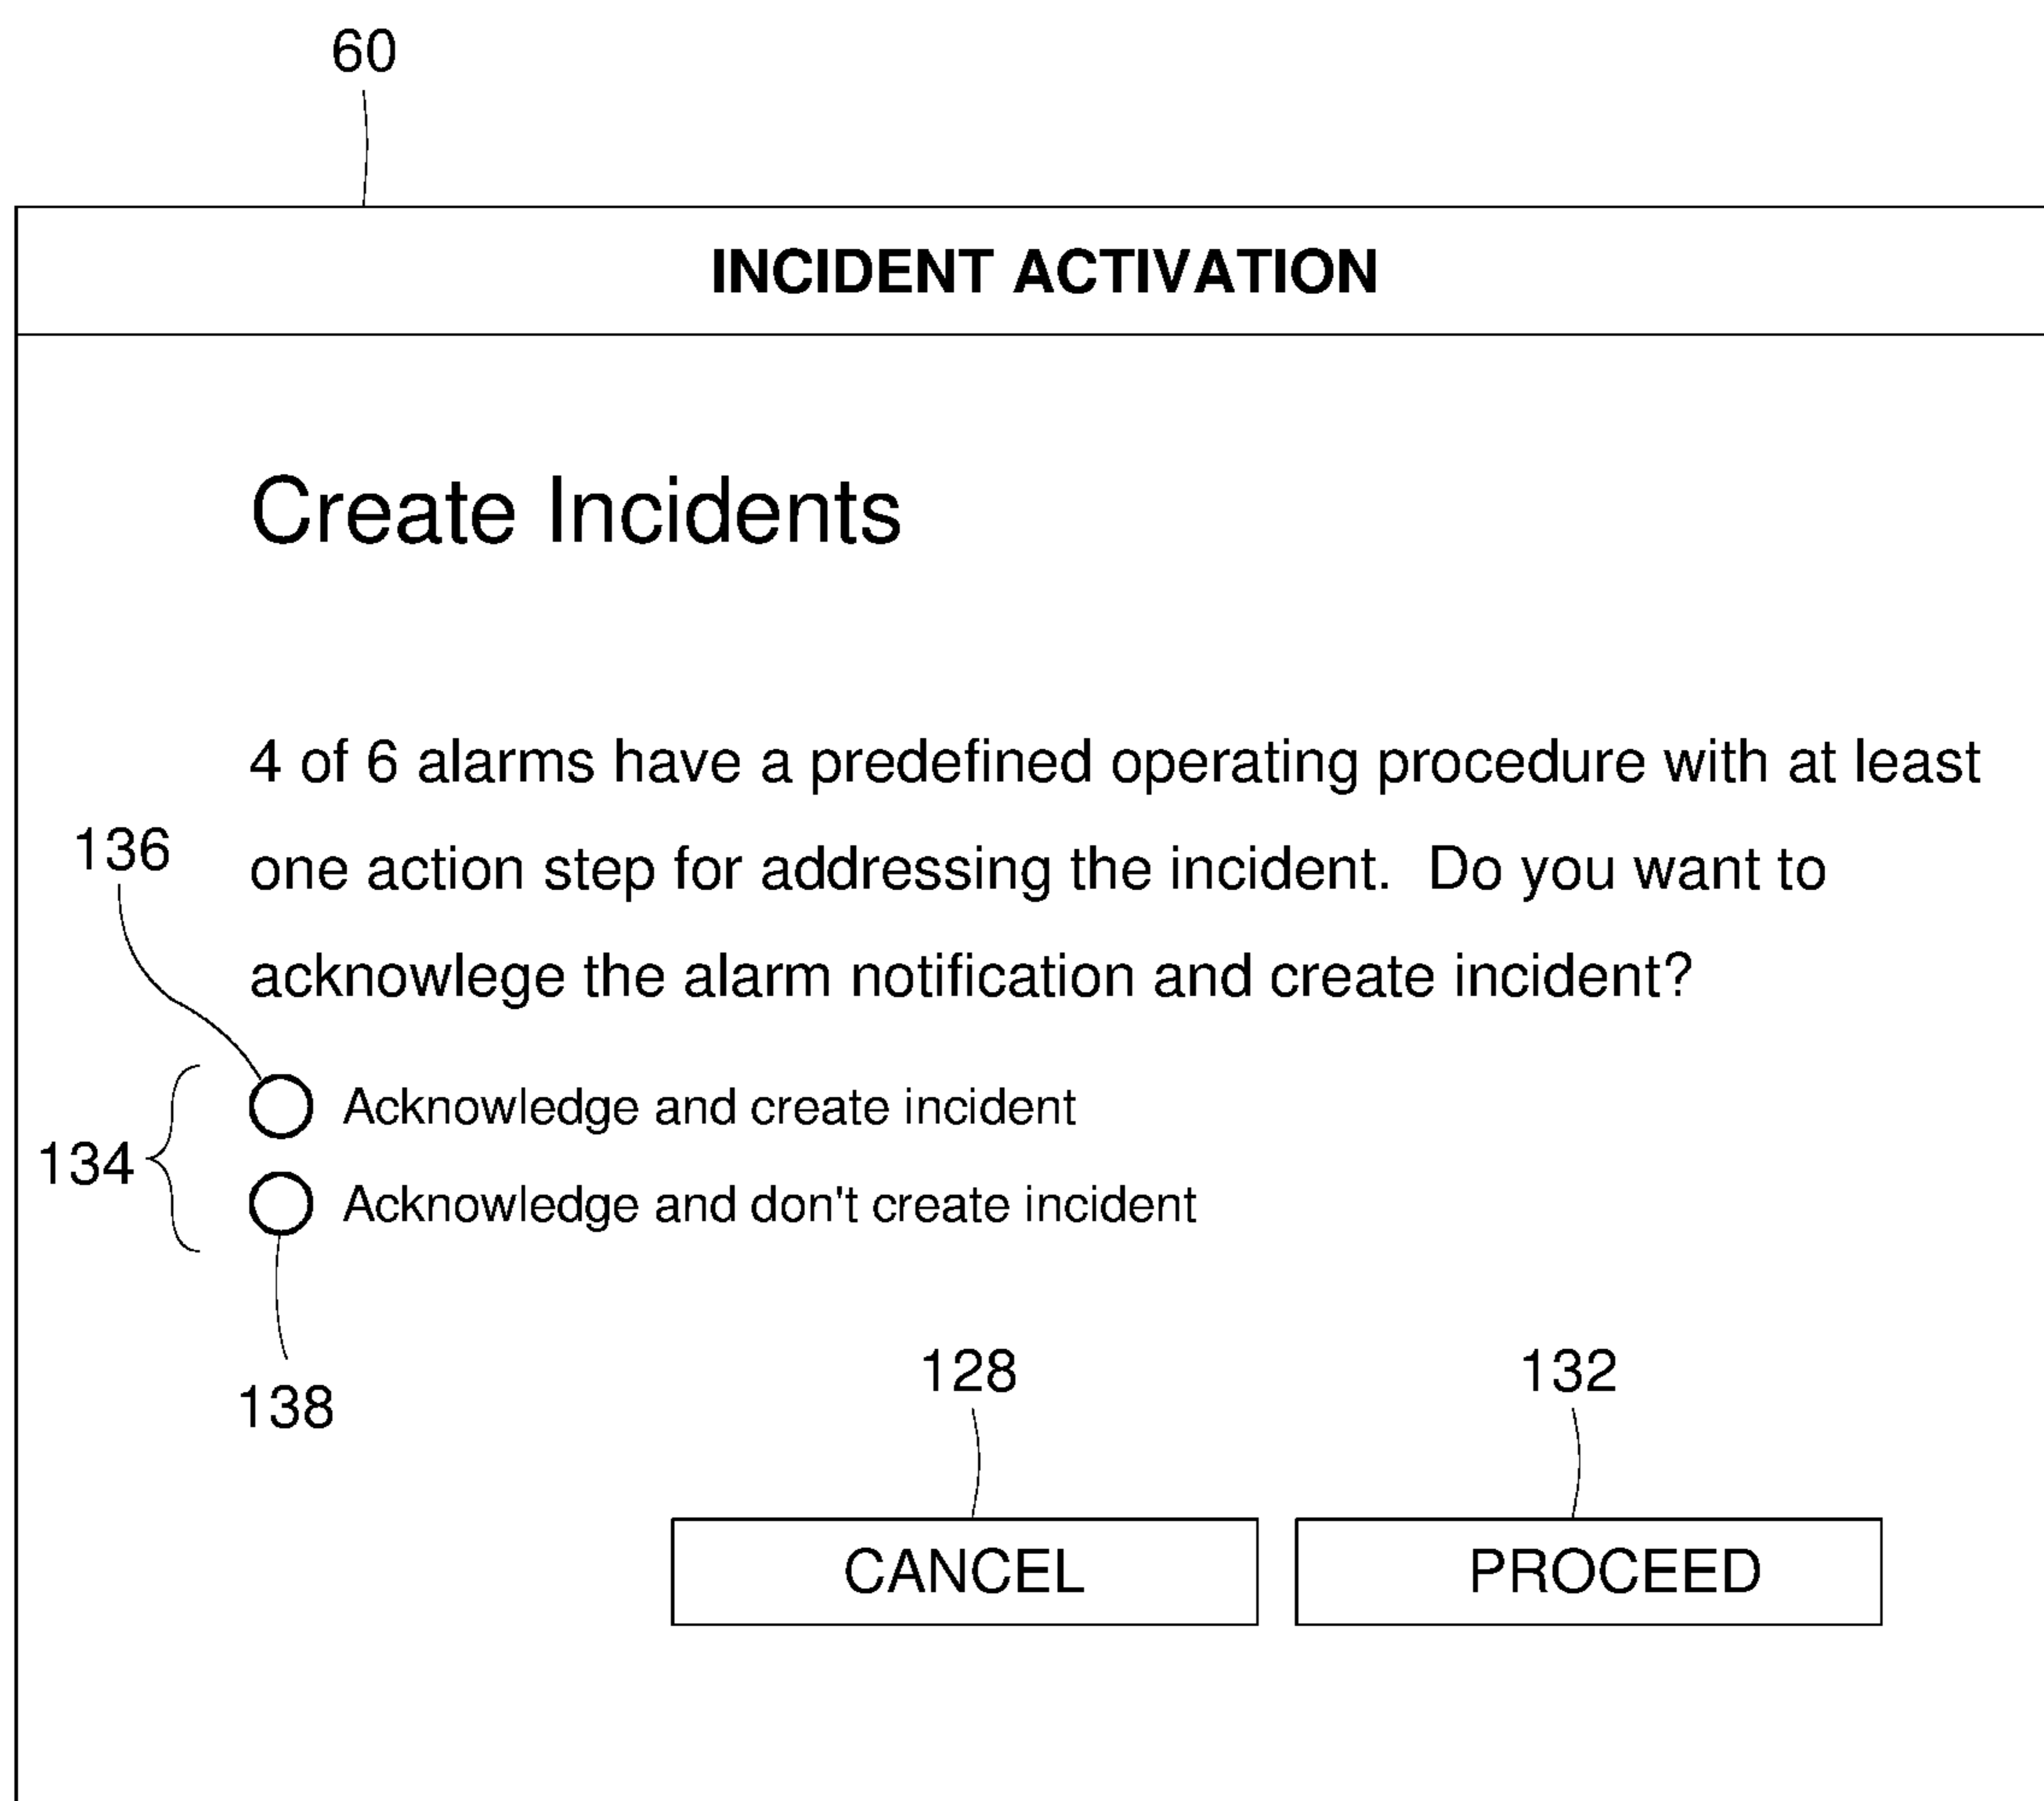 60
INCIDENT ACTIVATION
Create Incidents
4 of 6 alarms have a predefined operating procedure with at least
136
one action step for addressing the incident. Do you want to
acknowlege the alarm notification and create incident?
Acknowledge and create incident
134
Acknowledge and don't create incident
138
128
132
CANCEL
PROCEED